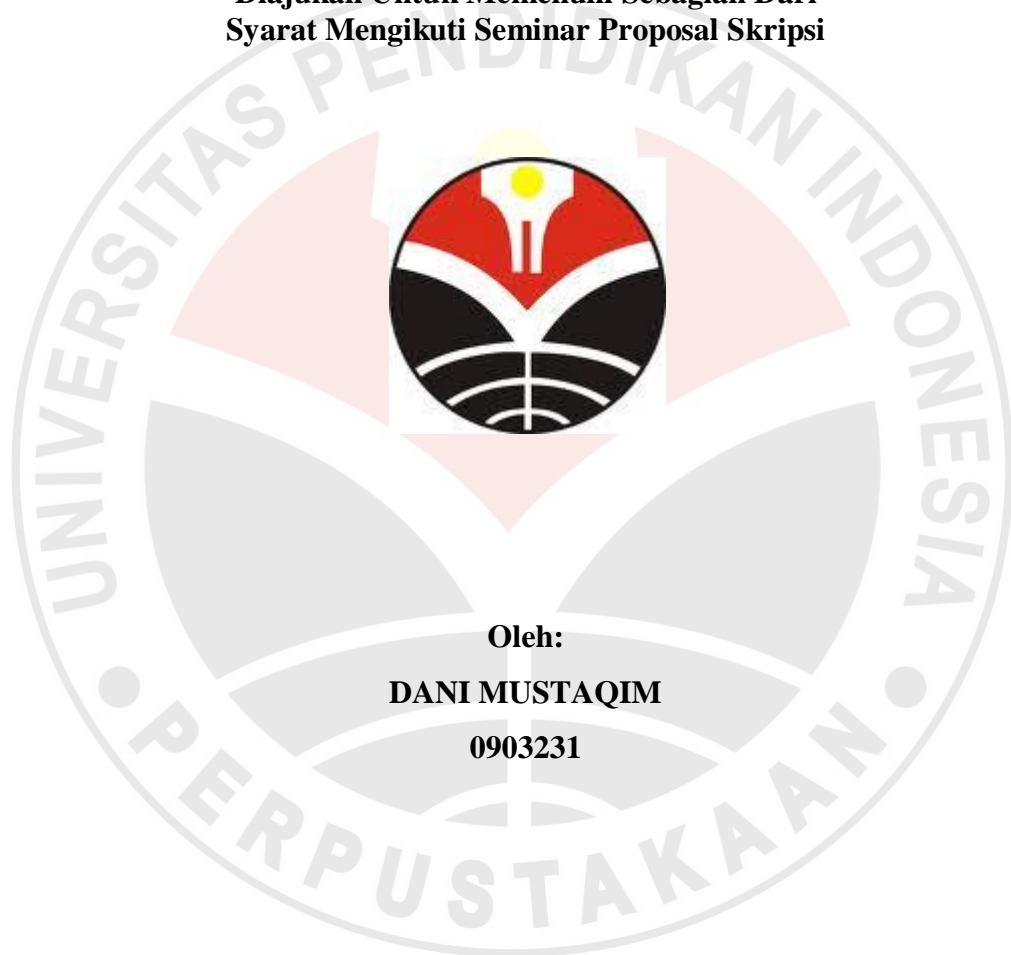 Diajukan Untuk Memenuhi Sebagian Dari
Syarat Mengikuti Seminar Proposal Skripsi
UNIVERSITAS PENDIDIKAN INDONESIA
Oleh:
DANI MUSTAQIM
0903231
PERPUSTAKAAN